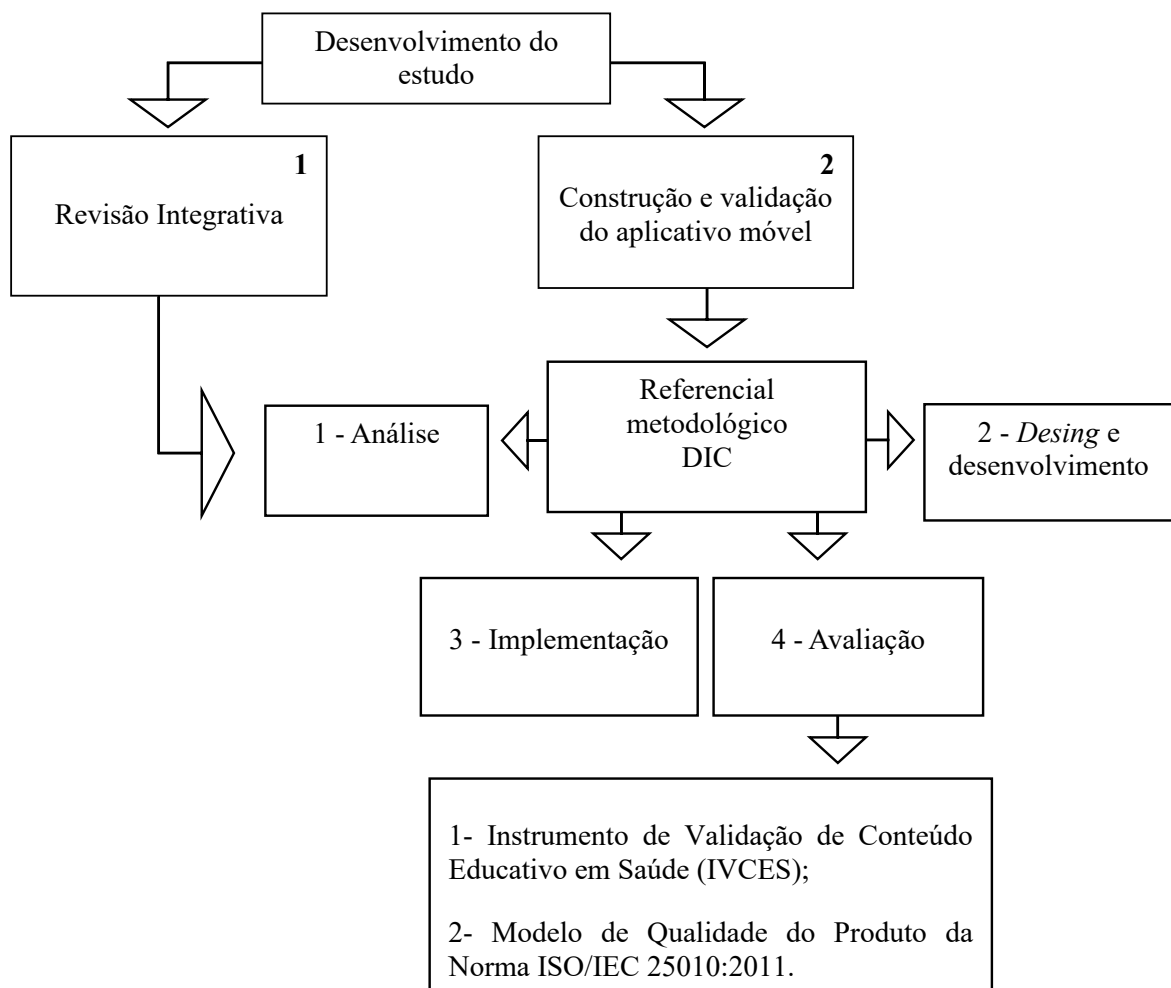 Desenvolvimento do
estudo
1
Revisão Integrativa
2
Construção e validação
do aplicativo móvel
Referencial
metodológico
DIC
1 - Análise
2 - Desing e
desenvolvimento
3 - Implementação
4 - Avaliação
1- Instrumento de Validação de Conteúdo
Educativo em Saúde (IVCES);
2- Modelo de Qualidade do Produto da
Norma ISO/IEC 25010:2011.